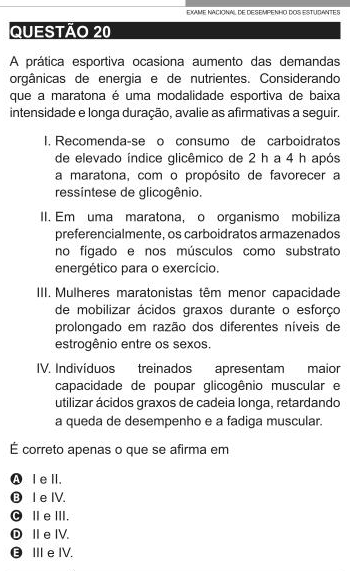 EXAME NACIONAL DE DESEMPENHO DOS ESTUDANTES
QUESTÃO 20
A prática esportiva ocasiona aumento das demandas
orgânicas de energia e de nutrientes. Considerando
que a maratona é uma modalidade esportiva de baixa
intensidade e longa duração, avalie as afirmativas a seguir.
I. Recomenda-se o consumo de carboidratos
de elevado índice glicêmico de 2 h a 4 h após
a maratona, com o propósito de favorecer a
ressíntese de glicogênio.
II. Em uma maratona, o organismo mobiliza
preferencialmente, os carboidratos armazenados
no fígado e nos músculos como substrato
energético para o exercício.
III. Mulheres maratonistas têm menor capacidade
de mobilizar ácidos graxos durante o esforço
prolongado em razão dos diferentes níveis de
estrogênio entre os sexos.
IV. Indivíduos treinados apresentam maior
capacidade de poupar glicogênio muscular e
utilizar ácidos graxos de cadeia longa, retardando
a queda de desempenho e a fadiga muscular.
É correto apenas o que se afirma em
A I e II.
B I e IV.
C II e III.
D II e IV.
E III e IV.